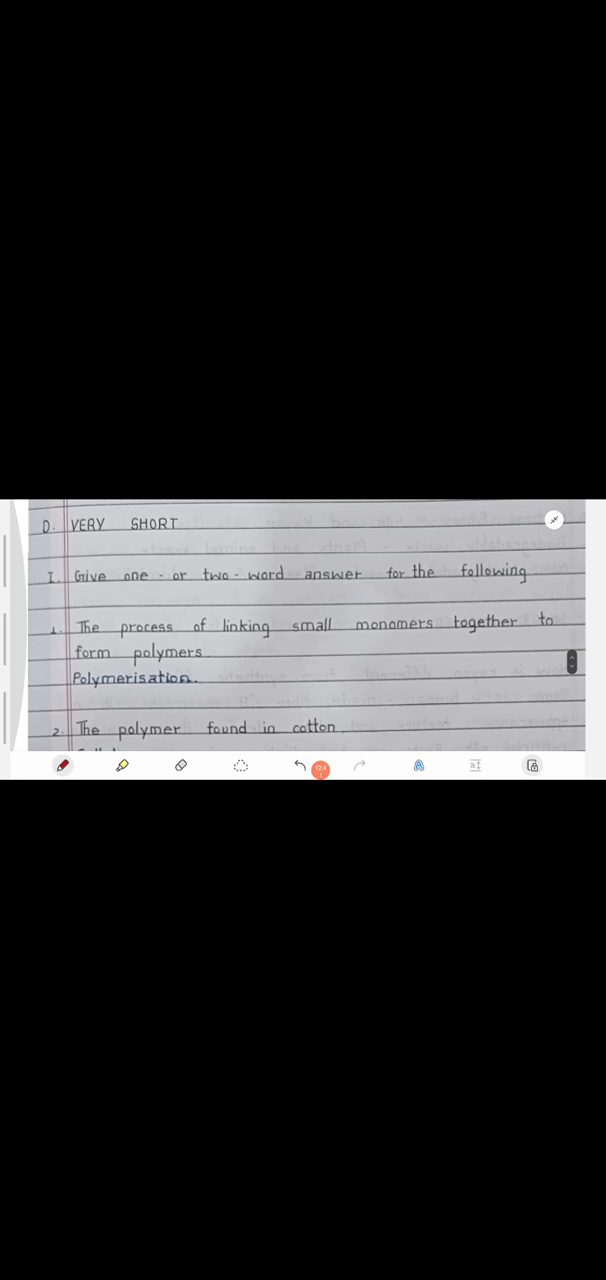 D. VERY SHORT
I. Give one - or two - word answer for the following
1. The process of linking small monomers together to
form polymers.
Polymerisation.
2. The polymer found in cotton.